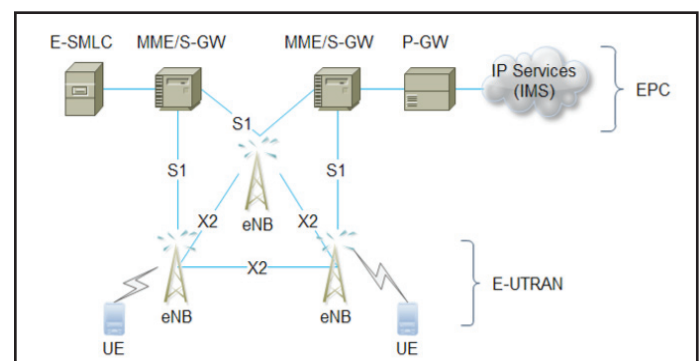 E-SMLC
MME/S-GW
MME/S-GW
P-GW
IP Services
(IMS)
EPC
S1
S1
S1
X2
eNB
X2
X2
E-UTRAN
eNB
eNB
UE
UE